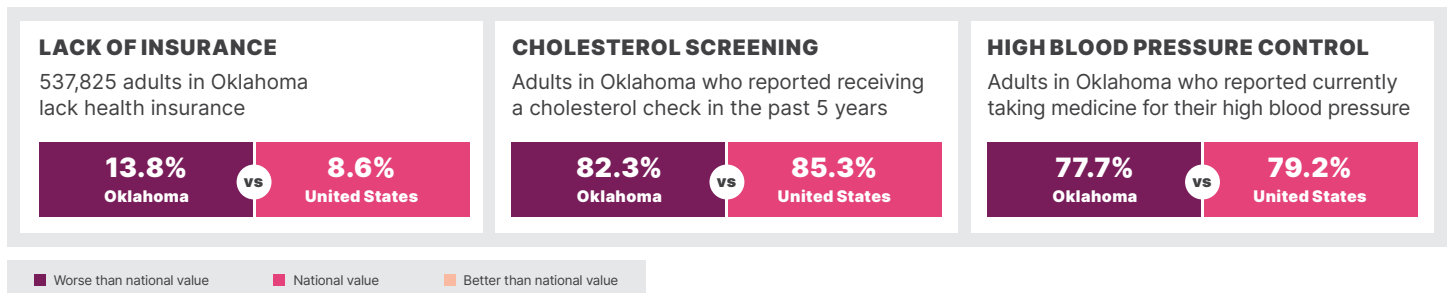 LACK OF INSURANCE
537,825 adults in Oklahoma
lack health insurance
13.8%
Oklahoma
vs
8.6%
United States
CHOLESTEROL SCREENING
Adults in Oklahoma who reported receiving
a cholesterol check in the past 5 years
82.3%
Oklahoma
vs
85.3%
United States
HIGH BLOOD PRESSURE CONTROL
Adults in Oklahoma who reported currently
taking medicine for their high blood pressure
77.7%
Oklahoma
vs
79.2%
United States
Worse than national value
National value
Better than national value